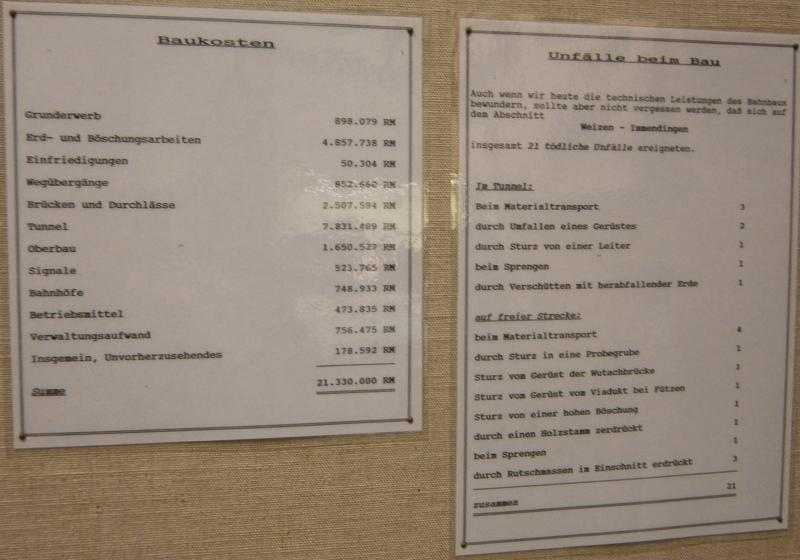 Baukosten
Grunderwerb 898.079 RM
Erd- und Böschungsarbeiten 4.857.738 RM
Einfriedigungen 50.304 RM
Wegübergänge 852.660 RM
Brücken und Durchlässe 2.507.594 RM
Tunnel 7.831.489 RM
Oberbau 1.650.527 RM
Signale 523.765 RM
Bahnhöfe 748.933 RM
Betriebsmittel 473.835 RM
Verwaltungsaufwand 756.475 RM
Insgemein, Unvorherzusehendes 178.592 RM
Summe 21.330.000 RM
Unfälle beim Bau
Auch wenn wir heute die technischen Leistungen des Bahnbaus
bewundern, sollte aber nicht vergessen werden, daß sich auf
dem Abschnitt
Weizen - Immendingen
insgesamt 21 tödliche Unfälle ereigneten.
Im Tunnel:
Beim Materialtransport 3
durch Umfallen eines Gerüstes 2
durch Sturz von einer Leiter 1
beim Sprengen 1
durch Verschütten mit herabfallender Erde 1
auf freier Strecke:
beim Materialtransport 4
durch Sturz in eine Probegrube 1
Sturz vom Gerüst der Wutachbrücke 1
Sturz vom Gerüst vom Viadukt bei Fützen 1
Sturz von einer hohen Böschung 1
durch einen Holzstamm zerdrückt 1
beim Sprengen 1
durch Rutschmassen im Einschnitt erdrückt 3
zusammen 21